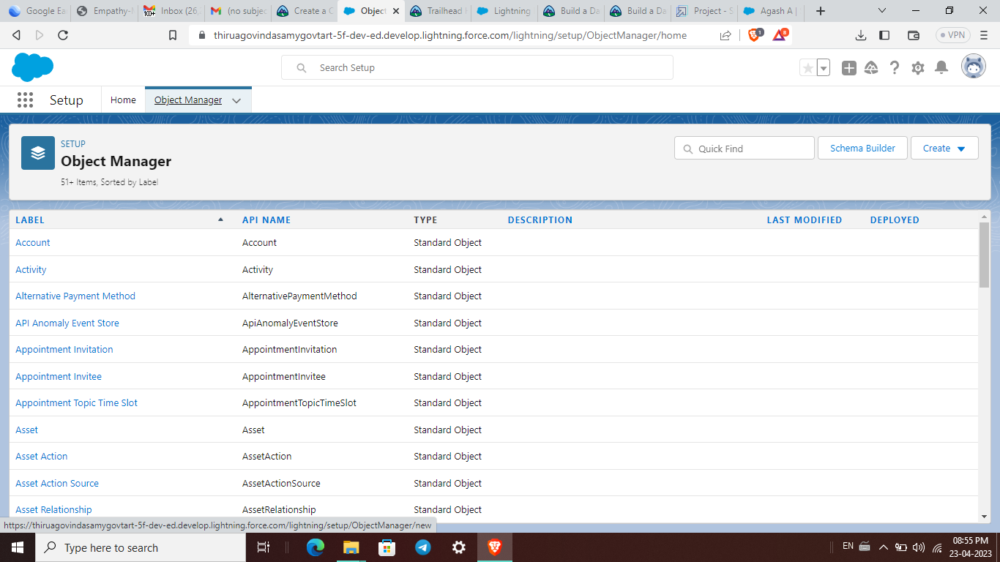 Google Ea
Empathy-
100+ Inbox (26,
(no subjec
Create a C
Object
Trailhead
Lightning
Build a Da
Build a Da
Project - S
Agash A |
thiruagovindasamygovtart-5f-dev-ed.develop.lightning.force.com/lightning/setup/ObjectManager/home
1
8
VPN
Search Setup
Setup
Home
Object Manager
SETUP
Object Manager
51+ Items, Sorted by Label
Quick Find
Schema Builder
Create
LABEL API NAME TYPE DESCRIPTION LAST MODIFIED DEPLOYED
Account Account Standard Object
Activity Activity Standard Object
Alternative Payment Method AlternativePaymentMethod Standard Object
API Anomaly Event Store ApiAnomalyEventStore Standard Object
Appointment Invitation AppointmentInvitation Standard Object
Appointment Invitee AppointmentInvitee Standard Object
Appointment Topic Time Slot AppointmentTopicTimeSlot Standard Object
Asset Asset Standard Object
Asset Action AssetAction Standard Object
Asset Action Source AssetActionSource Standard Object
Asset Relationship AssetRelationship Standard Object
https://thiruagovindasamygovtart-5f-dev-ed.develop.lightning.force.com/lightning/setup/ObjectManager/new
Type here to search
EN
08:55 PM
23-04-2023